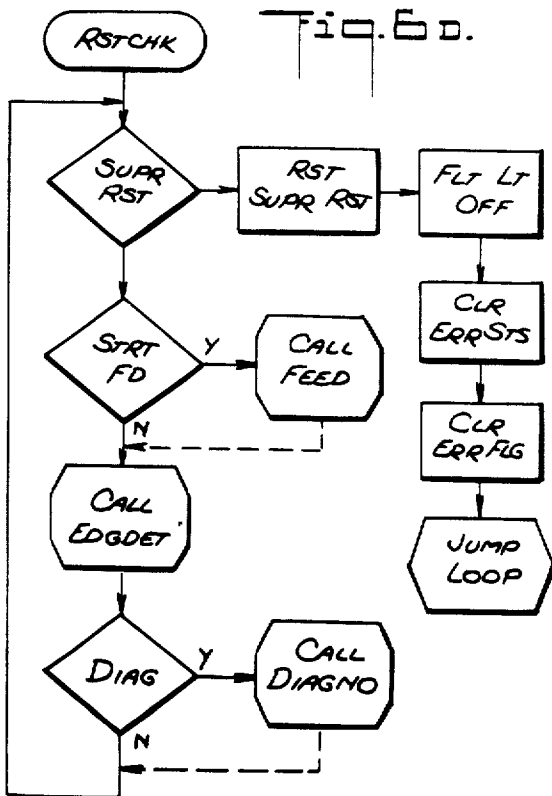 Fig. 6 D.
RSTCHK
SUPR
RST
RST
SUPR RST
FLT LT
OFF
CLR
ERRSTS
CLR
ERRFLG
JUMP
LOOP
STRT
FD
Y
CALL
FEED
N
CALL
EDGDET
DIAG
Y
CALL
DIAGNO
N